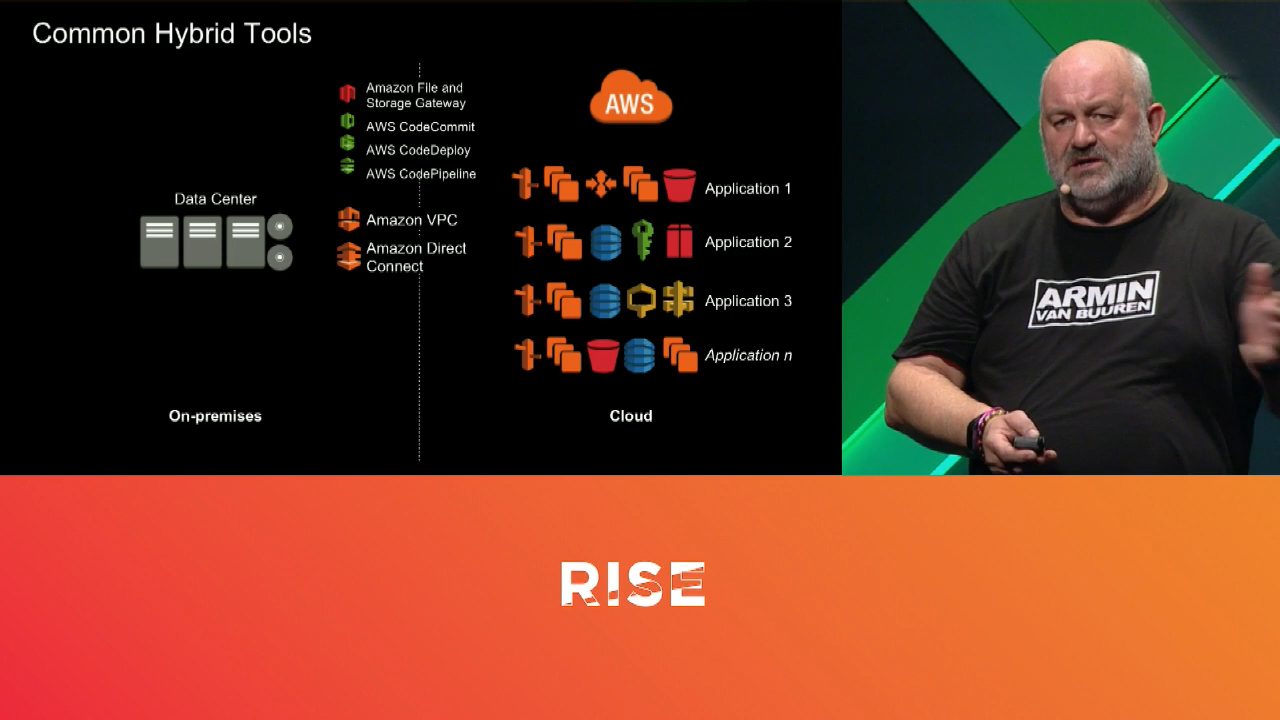 Common Hybrid Tools
Amazon File and
Storage Gateway
AWS CodeCommit
AWS CodeDeploy
AWS CodePipeline
Data Center
Amazon VPC
Amazon Direct
Connect
On-premises
AWS
Application 1
Application 2
Application 3
Application n
Cloud
ARMIN
VAN BUUREN
RISE